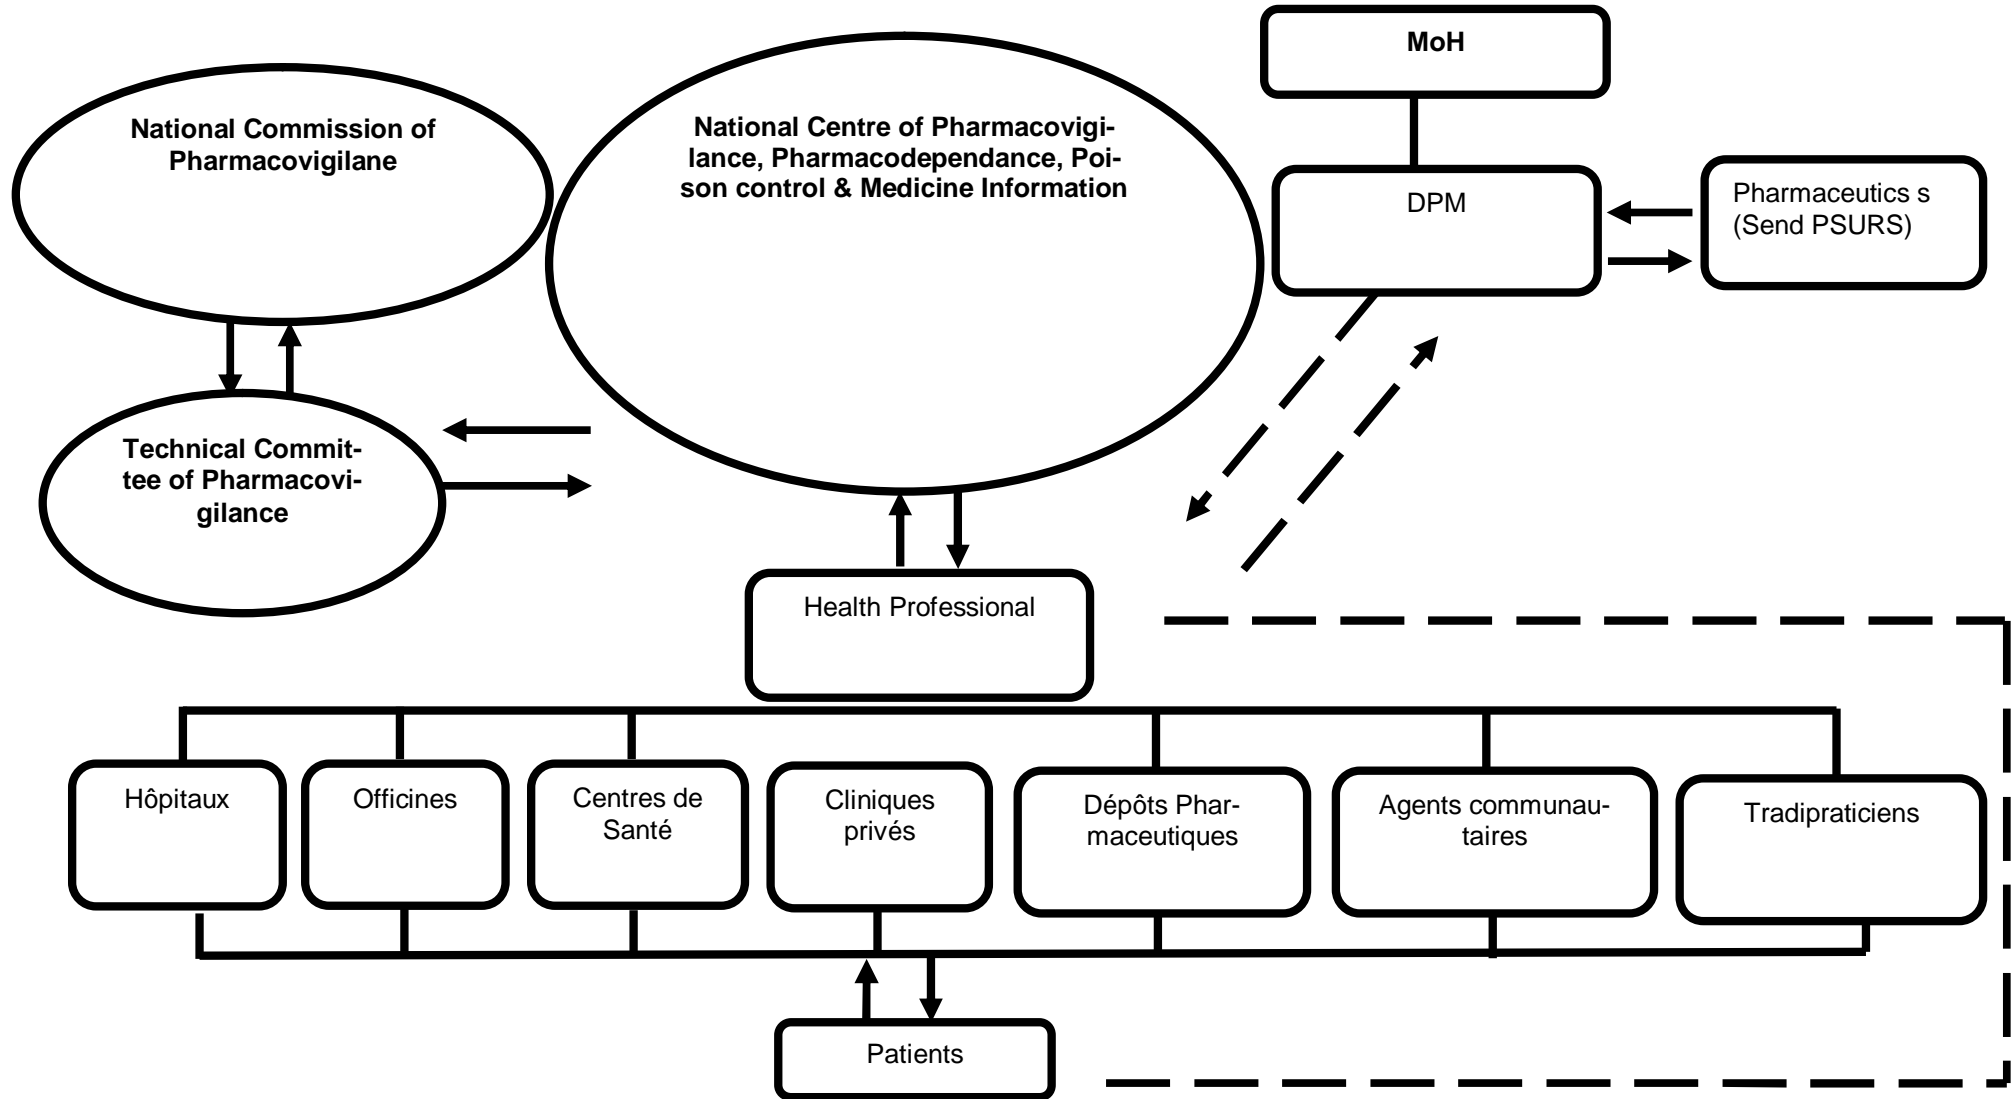 MoH
National Commission of
Pharmacovigilane
National Centre of Pharmacovigi-
lance, Pharmacodependance, Poi-
son control & Medicine Information
DPM
Pharmaceutics s
(Send PSURS)
Technical Commit-
tee of Pharmacovi-
gilance
Health Professional
Hôpitaux
Officines
Centres de
Santé
Cliniques
privés
Dépôts Phar-
maceutiques
Agents communau-
taires
Tradipraticiens
Patients